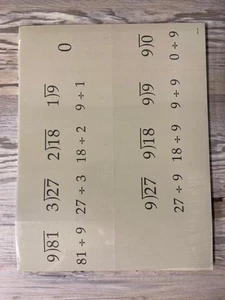 9)81 3)27 2)18 1)9 0
81 ÷ 9 27 ÷ 3 18 ÷ 2 9 ÷ 1
9)27 9)18 9)9 9)0
27 ÷ 9 18 ÷ 9 9 ÷ 9 0 ÷ 9